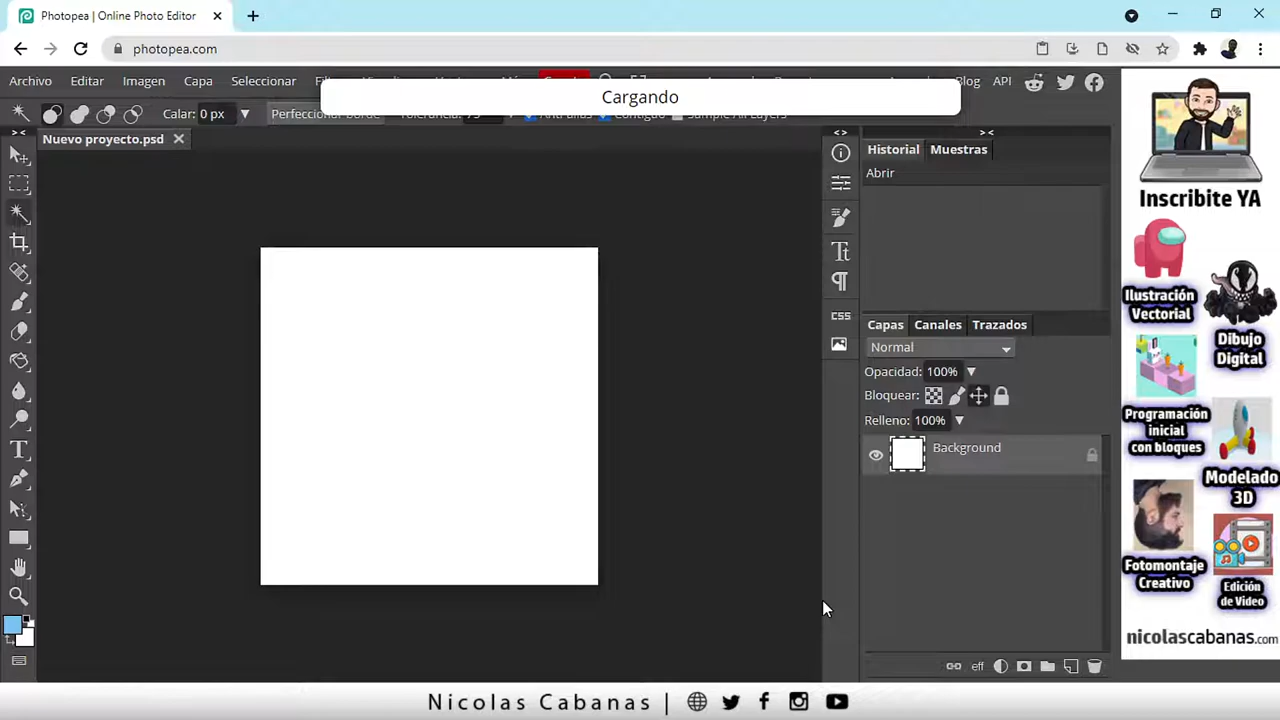 Photopea | Online Photo Editor
photopea.com
Archivo Editar Imagen Capa Seleccionar
Blog API
Cargando
Calar: 0 px Perfeccionar borde
Nuevo proyecto.psd
Historial Muestras
Abrir
CSS
Capas Canales Trazados
Normal
Opacidad: 100%
Bloquear:
Relleno: 100%
Background
eff
Inscribite YA
Ilustración
Vectorial
Dibujo
Digital
Programación
inicial
con bloques
Modelado
3D
Fotomontaje
Creativo
Edición
de Video
nicolascabanas.com
Nicolas Cabanas |